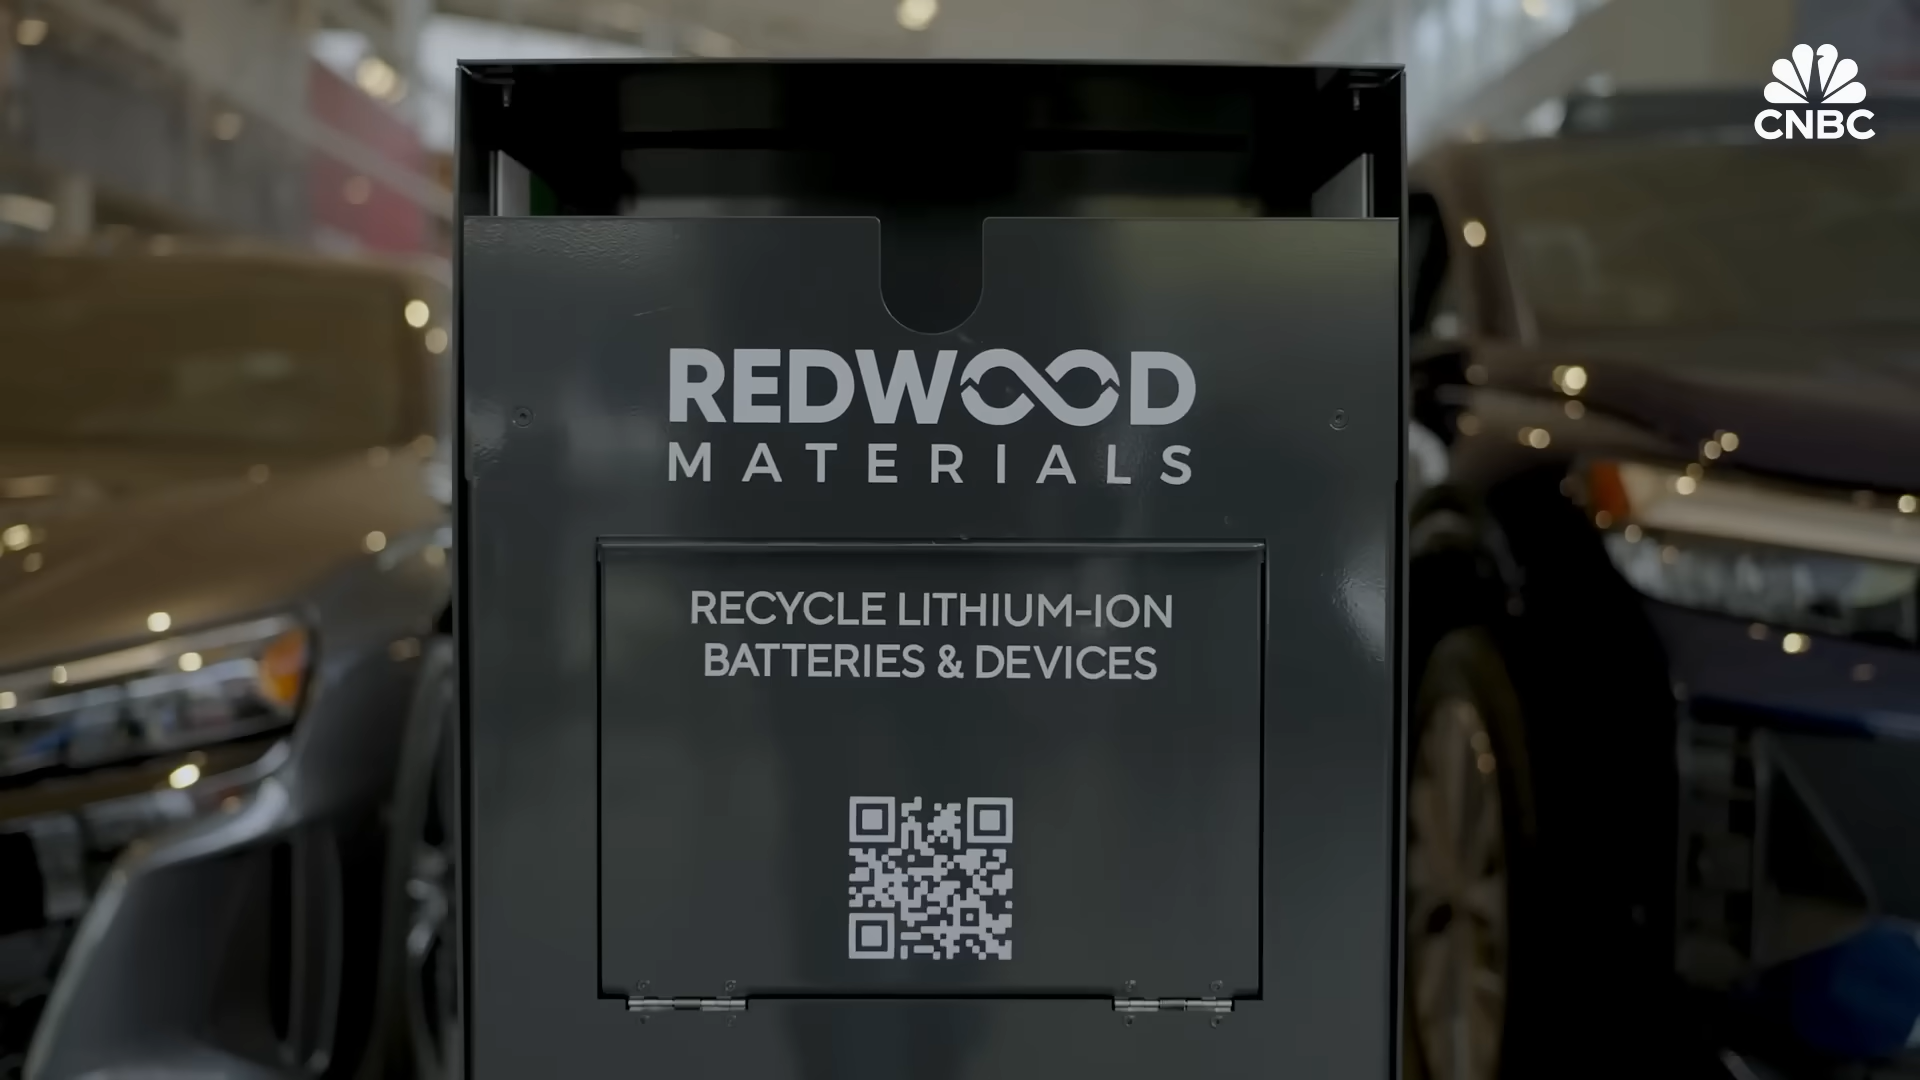 CNBC
REDWOOD
MATERIALS
RECYCLE LITHIUM-ION
BATTERIES & DEVICES